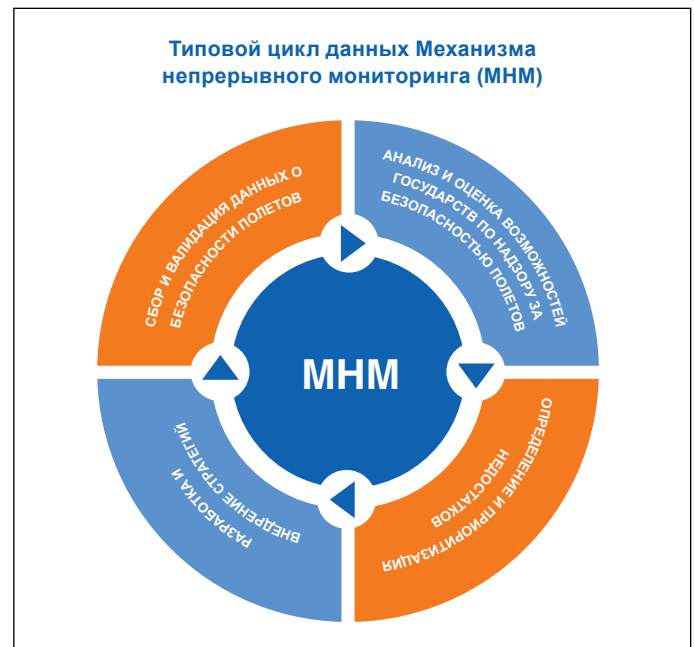 Типовой цикл данных Механизма
непрерывного мониторинга (МНМ)
СБОР И ВАЛИДАЦИЯ ДАННЫХ О
БЕЗОПАСНОСТИ ПОЛЕТОВ
АНАЛИЗ И ОЦЕНКА ВОЗМОЖНОСТЕЙ
ГОСУДАРСТВ ПО НАДЗОРУ ЗА
БЕЗОПАСНОСТЬЮ ПОЛЕТОВ
МНМ
ОПРЕДЕЛЕНИЕ И ПРИОРИТИЗАЦИЯ
НЕДОСТАТКОВ
РАЗРАБОТКА И
ВНЕДРЕНИЕ СТРАТЕГИЙ